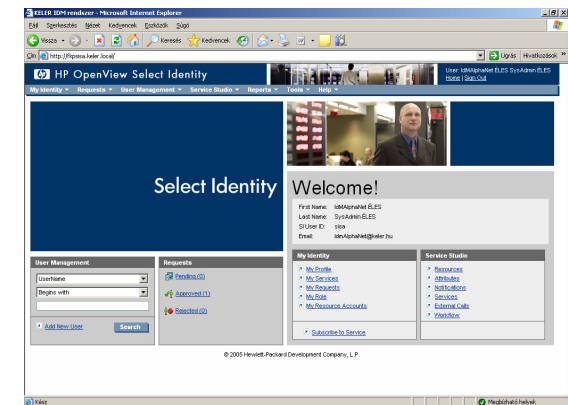 KELER IDM rendszer - Microsoft Internet Explorer
Fájl Szerkesztés Nézet Kedvencek Eszközök Súgó
Vissza Keresés Kedvencek
Cím http://fkpsisa.keler.local/ Ugrás Hivatkozások »
HP OpenView Select Identity
User: IdMAlphaNet ÉLES SysAdmin ÉLES
Home | Sign Out
My Identity Requests User Management Service Studio Reports Tools Help
Select Identity
Welcome!
First Name: IdMAlphaNet ÉLES
Last Name: SysAdmin ÉLES
SI User ID: sisa
Email: IdmAlphaNet@keler.hu
User Management
UserName
Begins with
Add New User Search
Requests
Pending (0)
Approved (1)
Rejected (0)
My Identity
My Profile
My Services
My Requests
My Role
My Resource Accounts
Subscribe to Service
Service Studio
Resources
Attributes
Notifications
Services
External Calls
Workflow
© 2005 Hewlett-Packard Development Company, L.P.
Kész Megbízható helyek